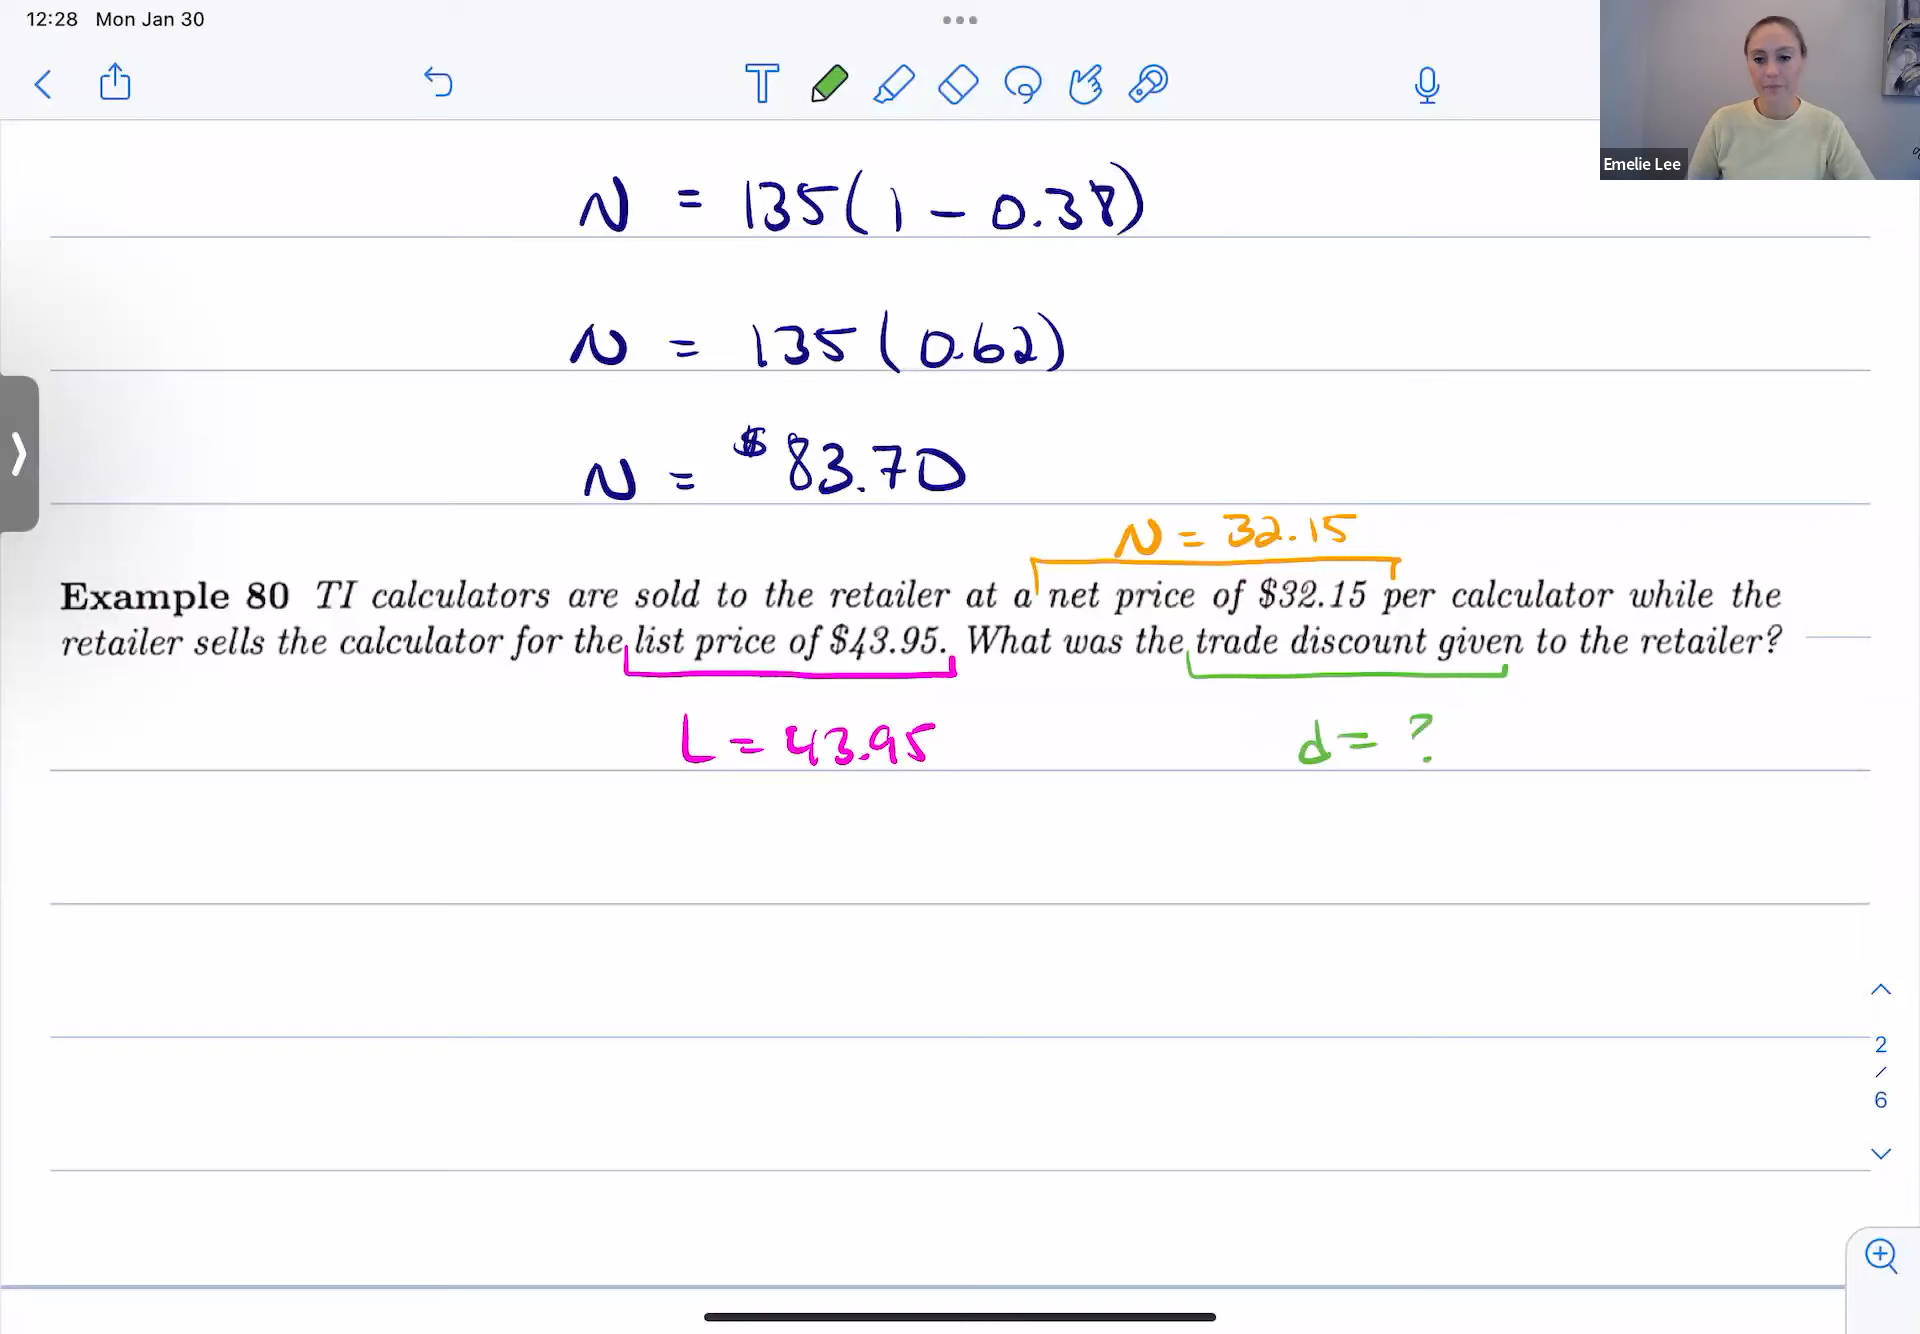 12:28 Mon Jan 30
Emelie Lee
N = 135(1 - 0.38)
N = 135(0.62)
N = $83.70
N = 32.15
Example 80 TI calculators are sold to the retailer at a net price of $32.15 per calculator while the
retailer sells the calculator for the list price of $43.95. What was the trade discount given to the retailer?
L = 43.95 d = ?
2
/
6